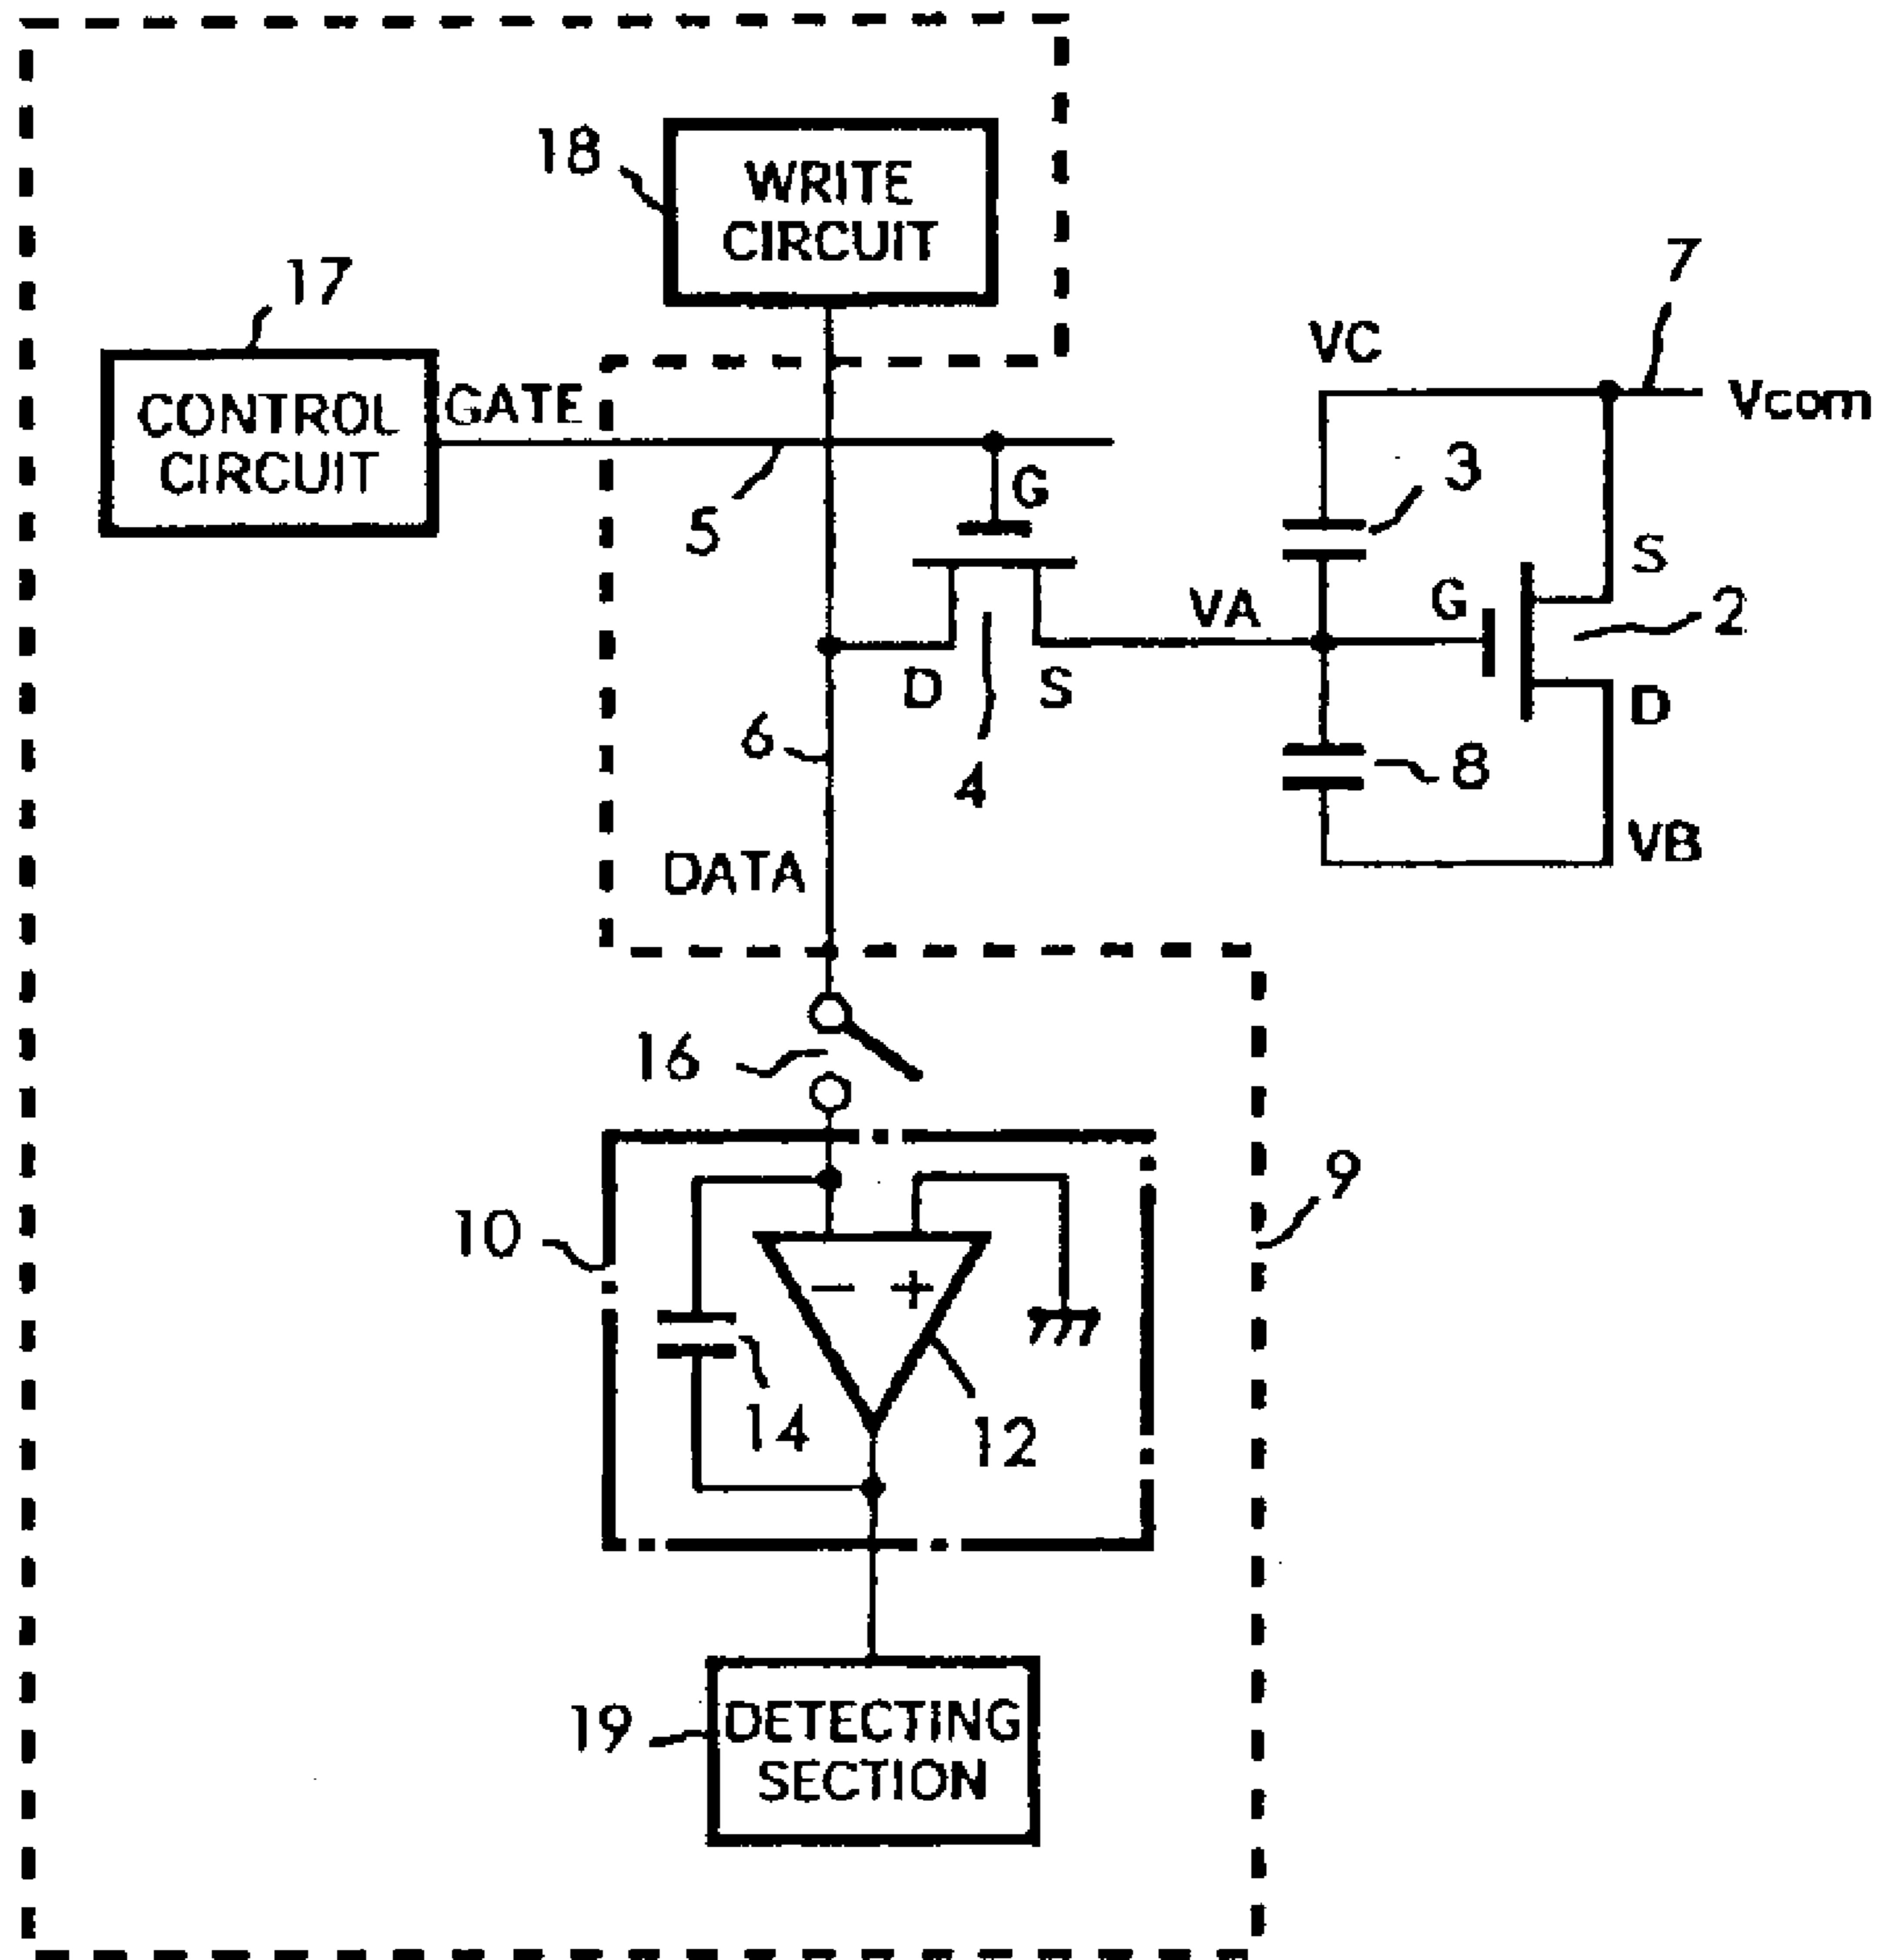 18
WRITE
CIRCUIT
17
CONTROL
CIRCUIT
GATE
5
G
D
S
4
VA
VC
7
Vcom
3
G
S
2
D
8
VB
6
DATA
16
10
9
- +
14
12
19
DETECTING
SECTION